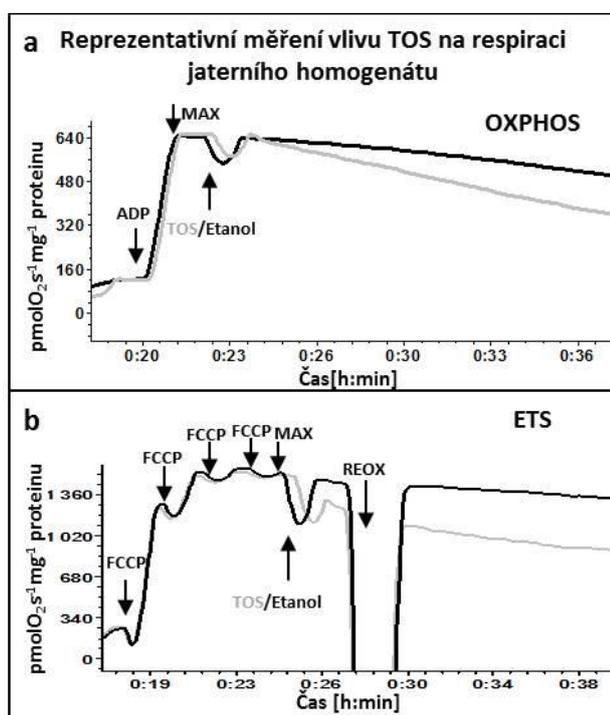 a Reprezentativní měření vlivu TOS na respiraci
jaterního homogenátu
OXPHOS
MAX
ADP
TOS/Etanol
pmolO₂s⁻¹mg⁻¹ proteinu
640
480
320
160
0
0:20 0:23 0:26 0:30 0:33 0:36
Čas[h:min]
b ETS
FCCP FCCP MAX
FCCP REOX
FCCP
TOS/Etanol
pmolO₂s⁻¹mg⁻¹ proteinu
1 360
1 020
680
340
0
0:19 0:23 0:26 0:30 0:34 0:38
Čas [h:min]